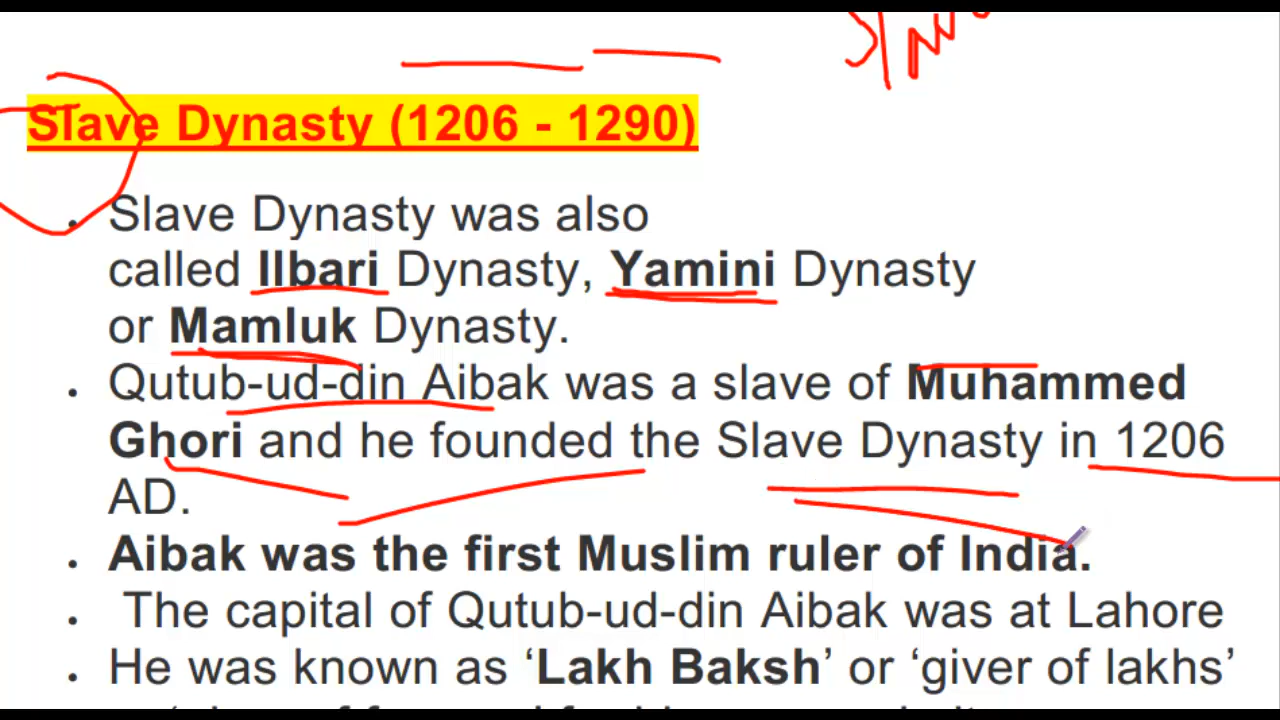 Slave Dynasty (1206 - 1290)
• Slave Dynasty was also
called Ilbari Dynasty, Yamini Dynasty
or Mamluk Dynasty.
• Qutub-ud-din Aibak was a slave of Muhammed
Ghori and he founded the Slave Dynasty in 1206
AD.
• Aibak was the first Muslim ruler of India.
• The capital of Qutub-ud-din Aibak was at Lahore
• He was known as ‘Lakh Baksh’ or ‘giver of lakhs’